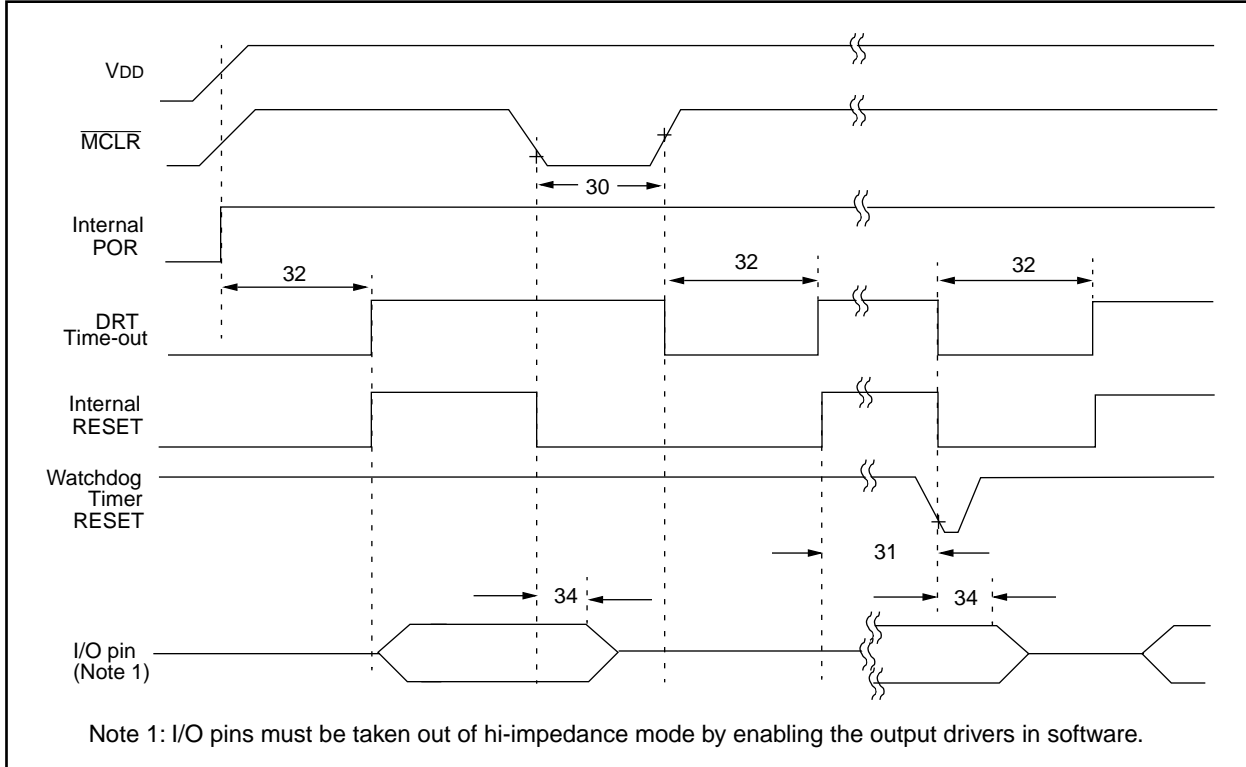 VDD
MCLR
30
Internal
POR
32
32
32
DRT
Time-out
Internal
RESET
Watchdog
Timer
RESET
31
34
34
I/O pin
(Note 1)
Note 1: I/O pins must be taken out of hi-impedance mode by enabling the output drivers in software.